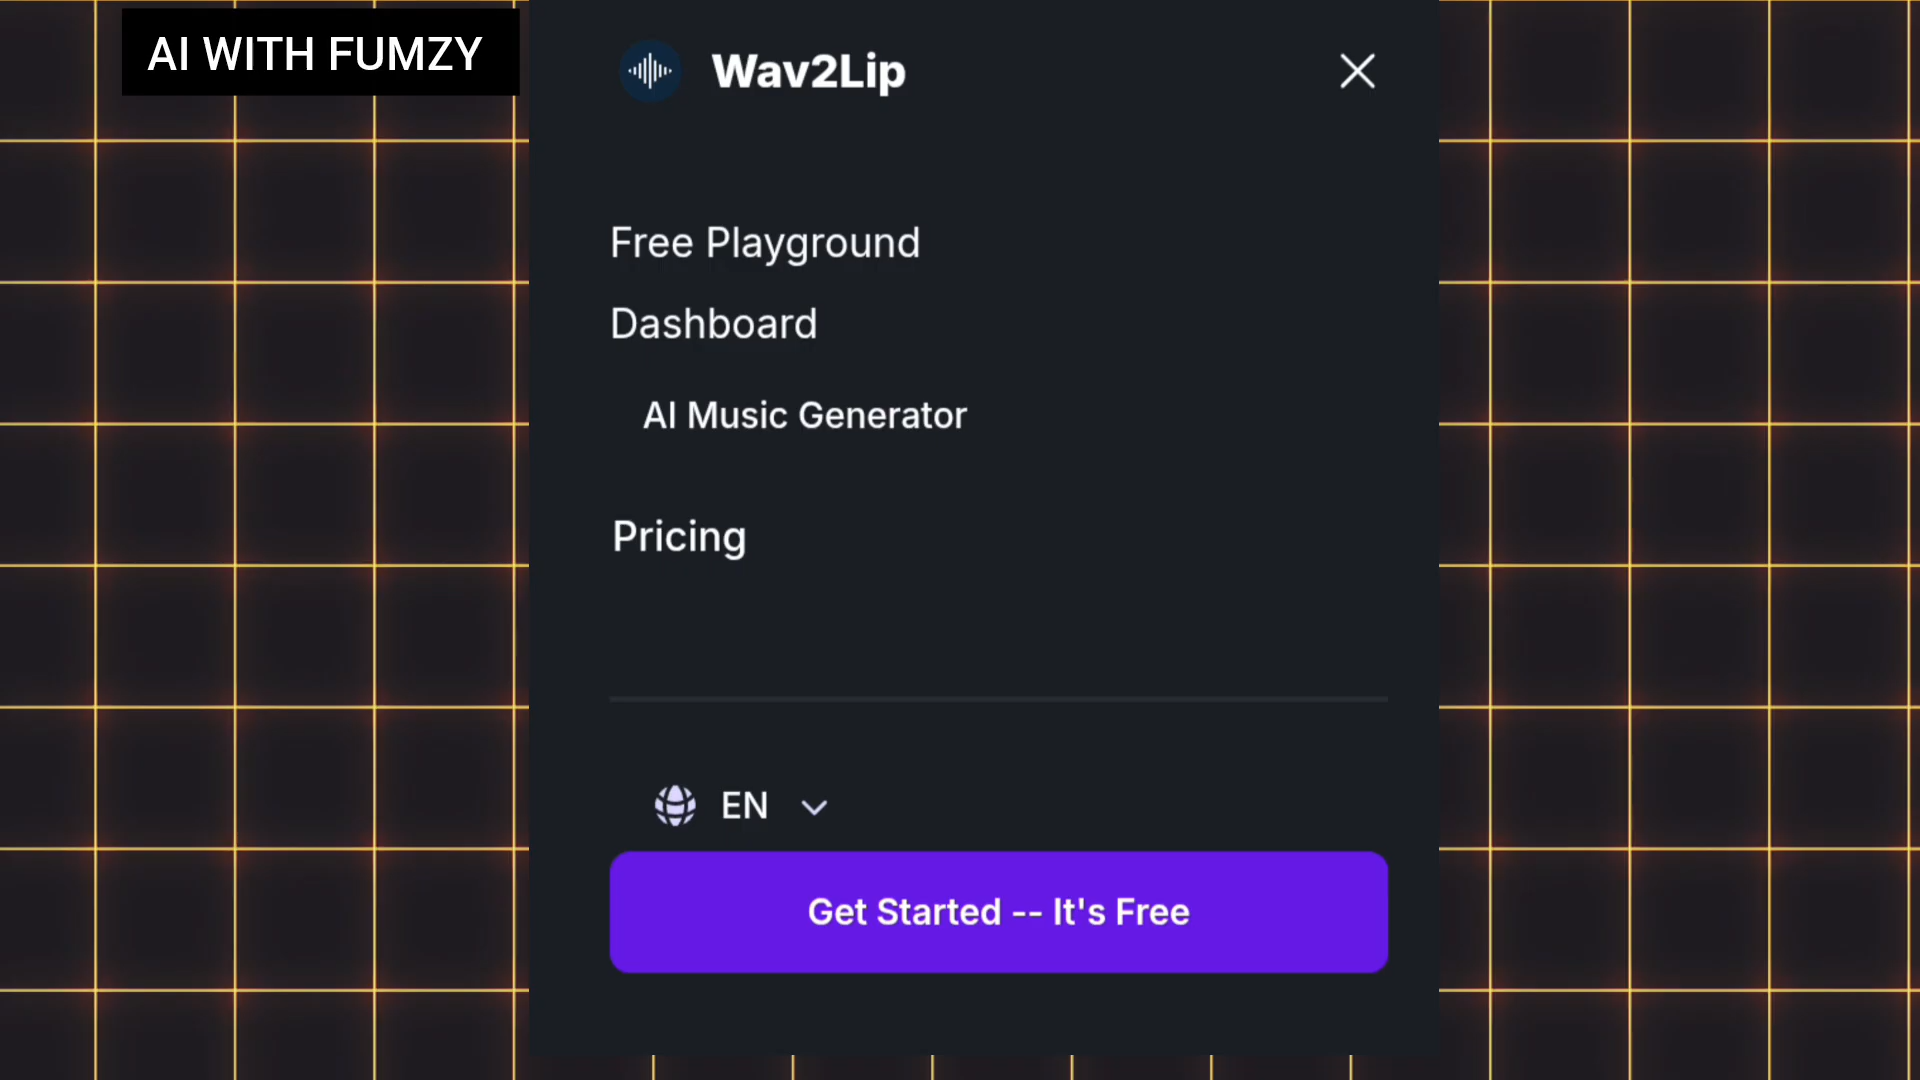 AI WITH FUMZY
Wav2Lip
Free Playground
Dashboard
AI Music Generator
Pricing
EN
Get Started -- It's Free